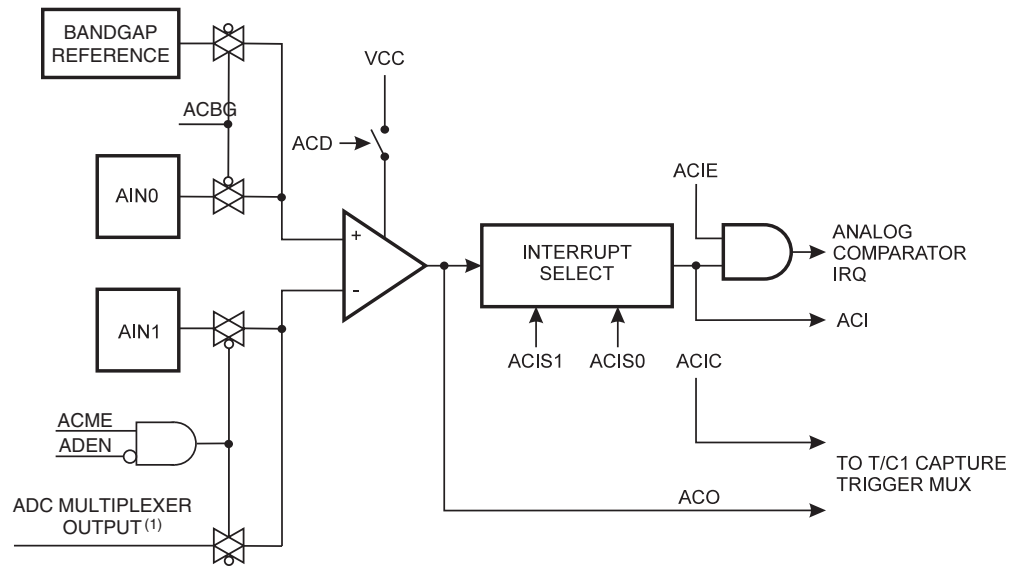 BANDGAP
REFERENCE
VCC
ACBG
ACD
AIN0
ACIE
+
INTERRUPT
SELECT
ANALOG
COMPARATOR
IRQ
-
AIN1
ACI
ACIS1
ACIS0
ACIC
ACME
ADEN
TO T/C1 CAPTURE
TRIGGER MUX
ACO
ADC MULTIPLEXER
OUTPUT(1)